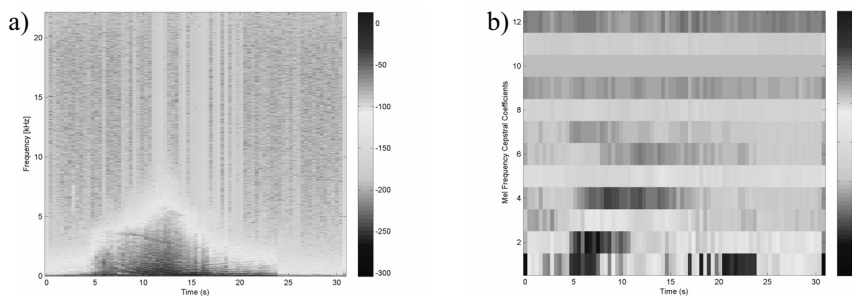 a)
Frequency [kHz]
20
15
10
5
0
0 5 10 15 20 25 30
Time (s)
0
-50
-100
-150
-200
-250
-300
b)
Mel Frequency Cepstral Coefficients
12
10
8
6
4
2
0 5 10 15 20 25 30
Time (s)